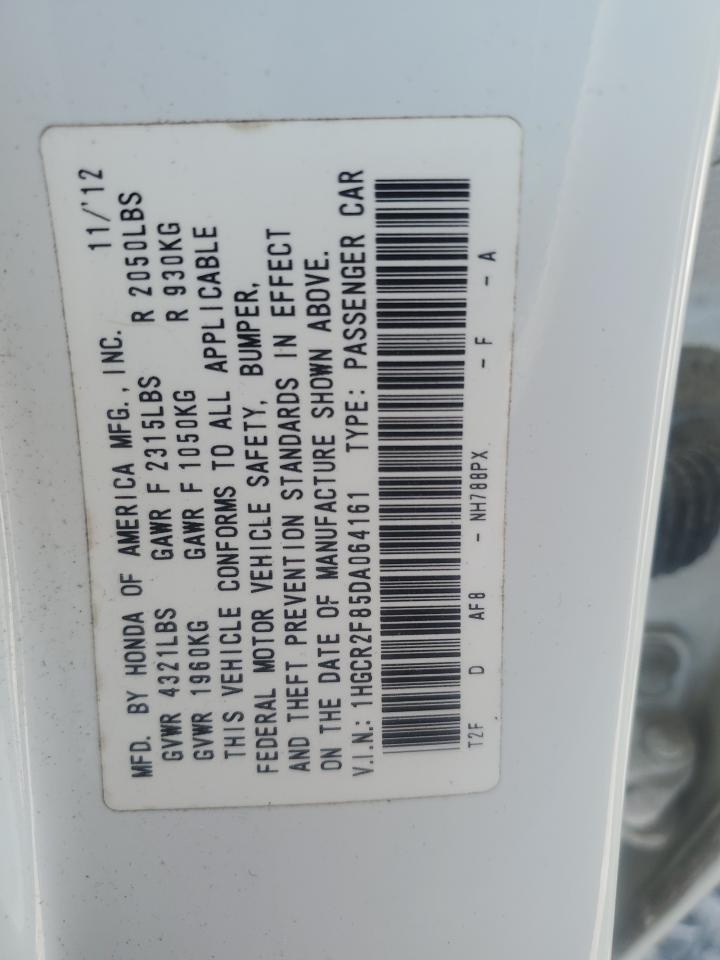 MFD. BY HONDA OF AMERICA MFG., INC. 11/'12
GVWR 4321LBS GAWR F 2315LBS R 2050LBS
GVWR 1960KG GAWR F 1050KG R 930KG
THIS VEHICLE CONFORMS TO ALL APPLICABLE
FEDERAL MOTOR VEHICLE SAFETY, BUMPER,
AND THEFT PREVENTION STANDARDS IN EFFECT
ON THE DATE OF MANUFACTURE SHOWN ABOVE.
V.I.N.: 1HGCR2F85DA064161 TYPE: PASSENGER CAR
T2F D AF8 - NH788PX - F - A